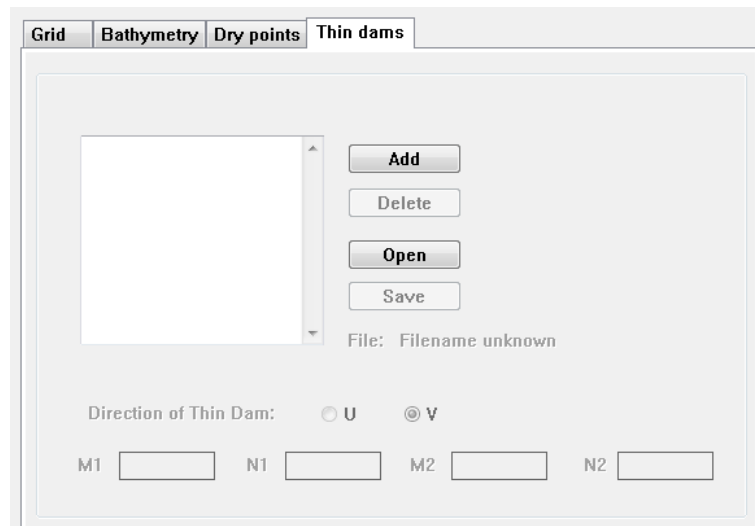 Grid Bathymetry Dry points Thin dams
Add
Delete
Open
Save
File: Filename unknown
Direction of Thin Dam: U V
M1 N1 M2 N2